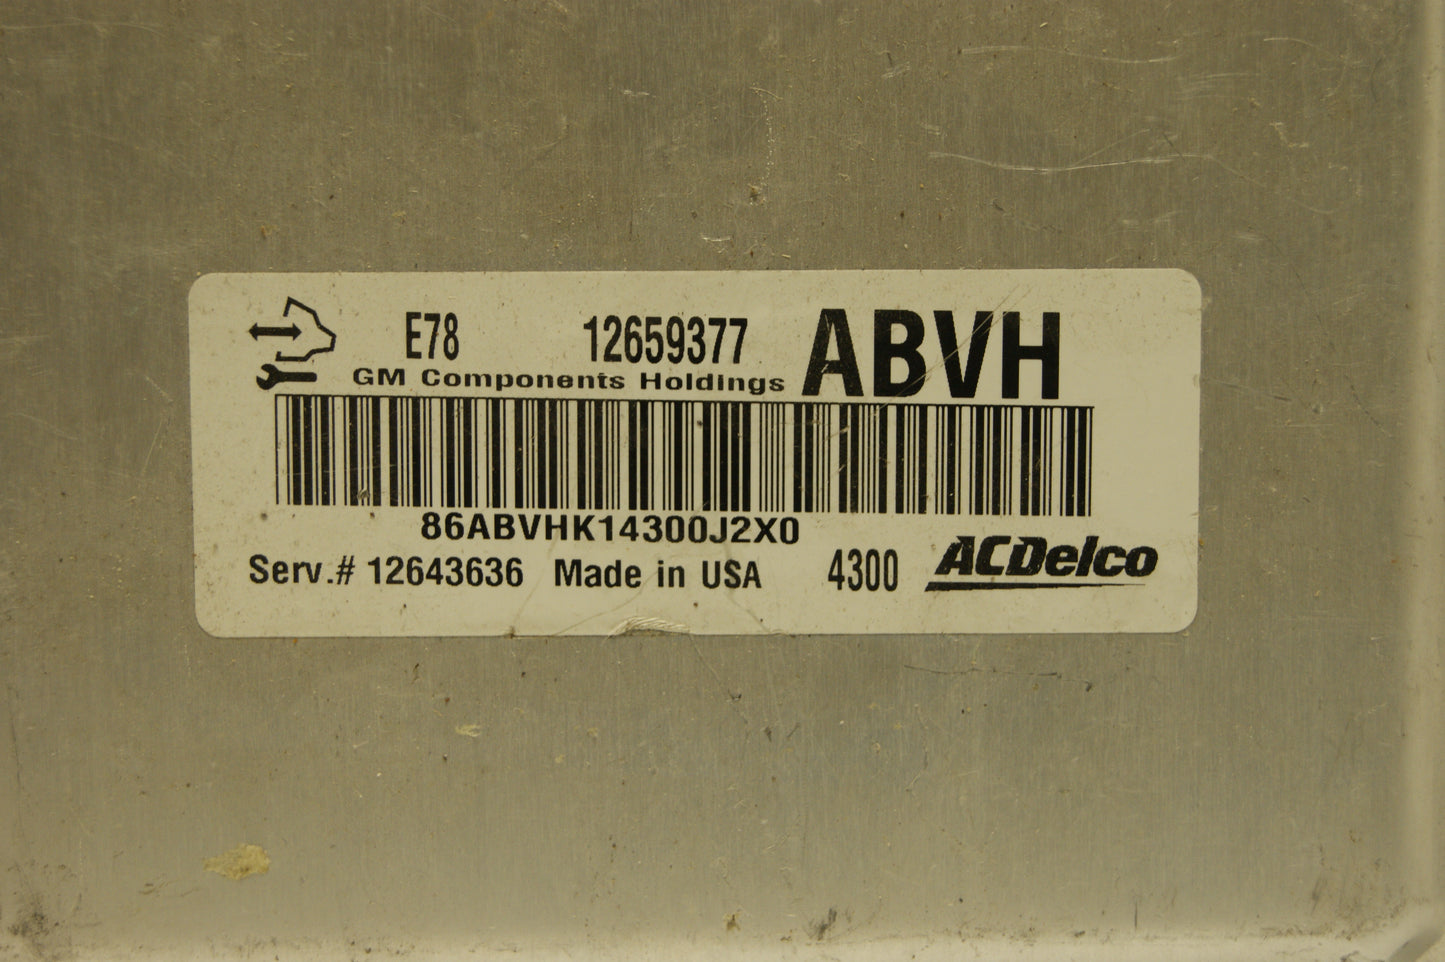 E78 12659377 ABVH
GM Components Holdings
86ABVHK14300J2X0
Serv.# 12643636 Made in USA 4300 ACDelco